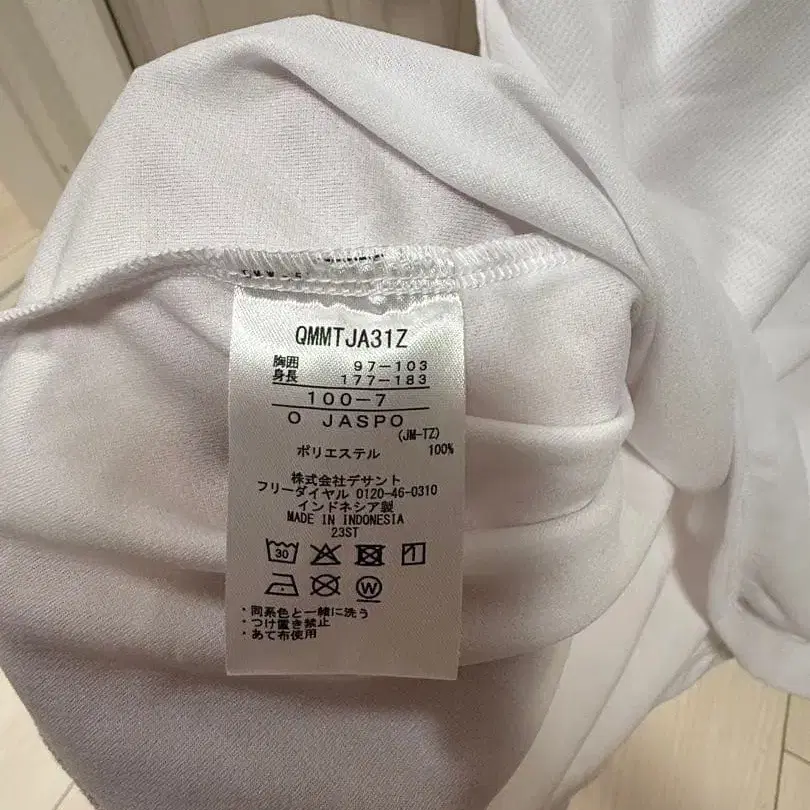 QMMTJA31Z
胸囲 97-103
身長 177-183
100-7
O JASPO
(JM-TZ)
ポリエステル 100%
株式会社デサント
フリーダイヤル 0120-46-0310
インドネシア製
MADE IN INDONESIA
23ST
30
W
・同系色と一緒に洗う
・つけ置き禁止
・あて布使用